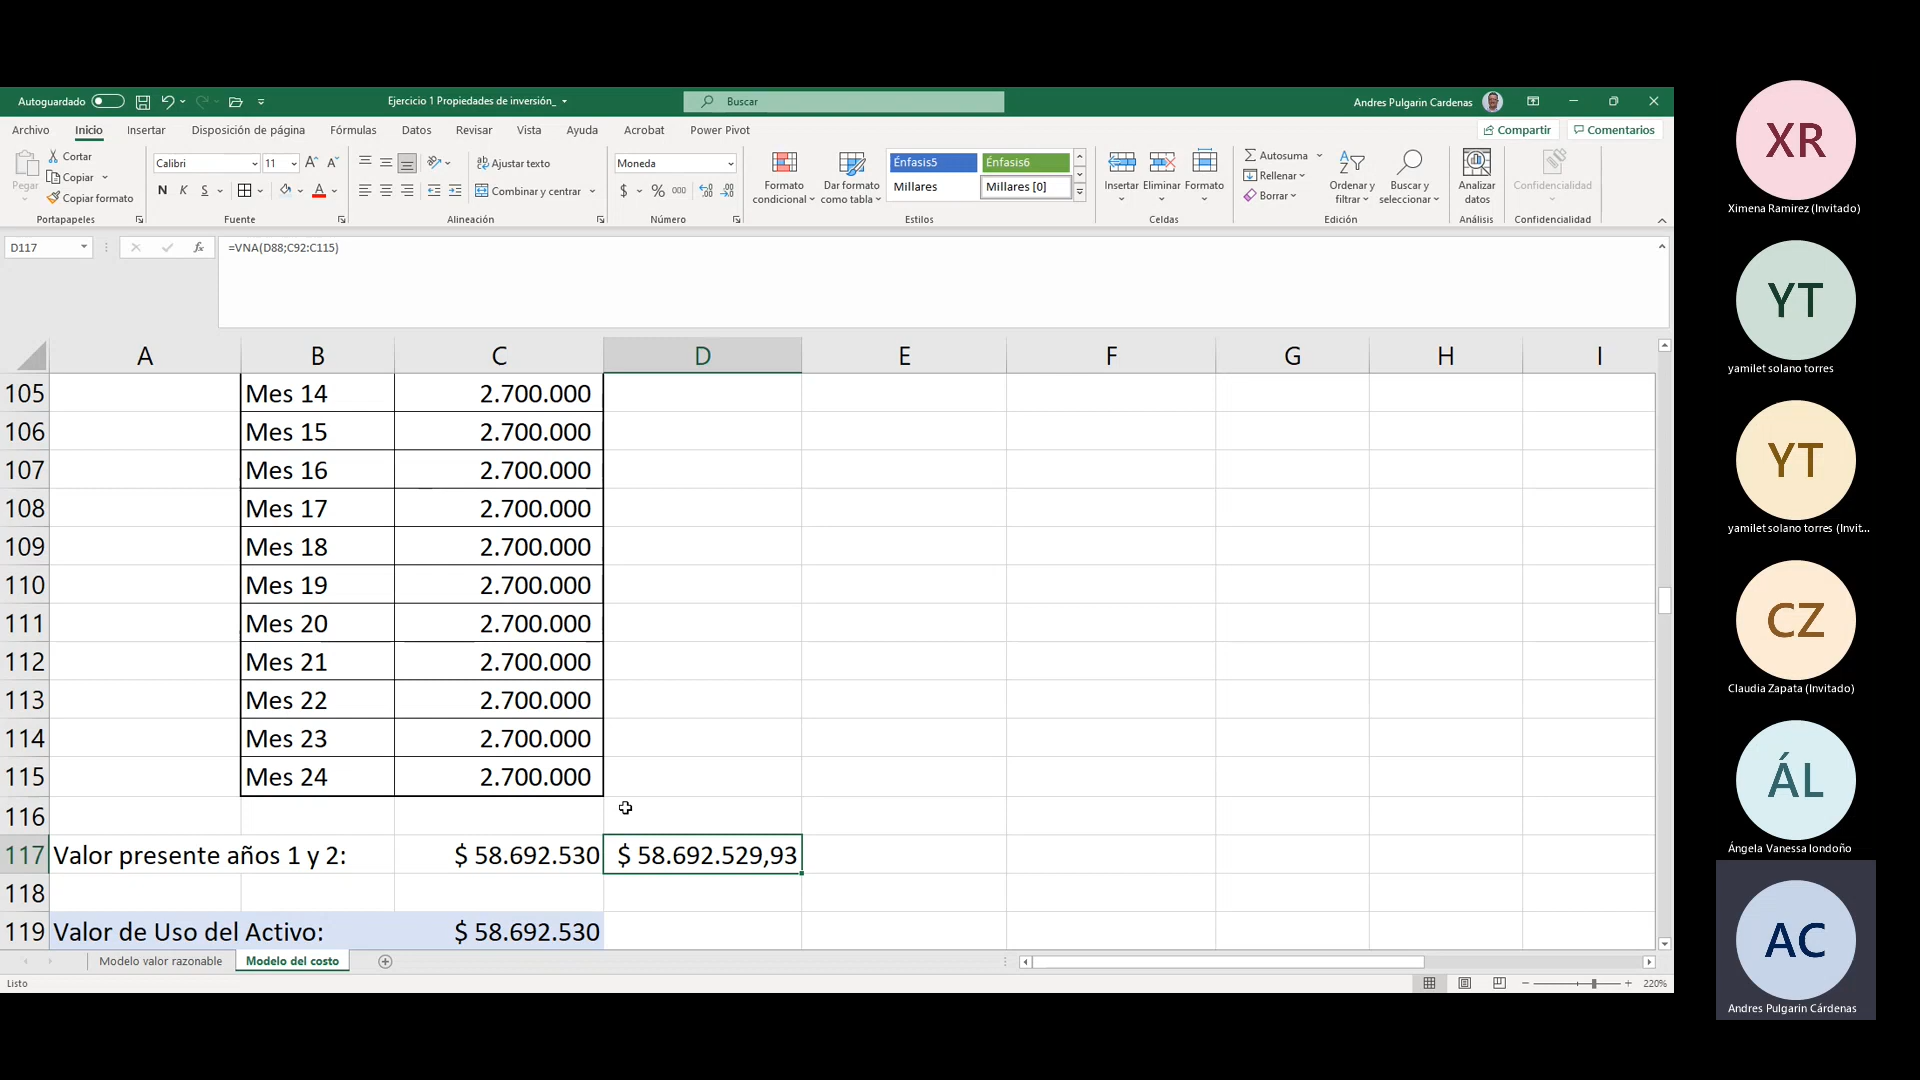 Autoguardado
Ejercicio 1 Propiedades de inversión_
Buscar
Andres Pulgarin Cardenas
Archivo Inicio Insertar Disposición de página Fórmulas Datos Revisar Vista Ayuda Acrobat Power Pivot
Compartir Comentarios
Pegar
Cortar
Copiar
Copiar formato
Portapapeles
Calibri 11
N K S
Fuente
Ajustar texto
Combinar y centrar
Alineación
Moneda
$ % 000
Número
Formato condicional
Dar formato como tabla
Énfasis5 Énfasis6
Millares Millares [0]
Estilos
Insertar Eliminar Formato
Celdas
Autosuma
Rellenar
Borrar
Ordenar y filtrar
Buscar y seleccionar
Edición
Analizar datos
Análisis
Confidencialidad
Confidencialidad
D117 fx =VNA(D88;C92:C115)
A B C D E F G H I
105 Mes 14 2.700.000
106 Mes 15 2.700.000
107 Mes 16 2.700.000
108 Mes 17 2.700.000
109 Mes 18 2.700.000
110 Mes 19 2.700.000
111 Mes 20 2.700.000
112 Mes 21 2.700.000
113 Mes 22 2.700.000
114 Mes 23 2.700.000
115 Mes 24 2.700.000
116
117 Valor presente años 1 y 2: $ 58.692.530 $ 58.692.529,93
118
119 Valor de Uso del Activo: $ 58.692.530
Modelo valor razonable Modelo del costo
Listo
220%
XR
Ximena Ramirez (Invitado)
YT
yamilet solano torres
YT
yamilet solano torres (Invit...
CZ
Claudia Zapata (Invitado)
ÁL
Ángela Vanessa londoño
AC
Andres Pulgarin Cárdenas